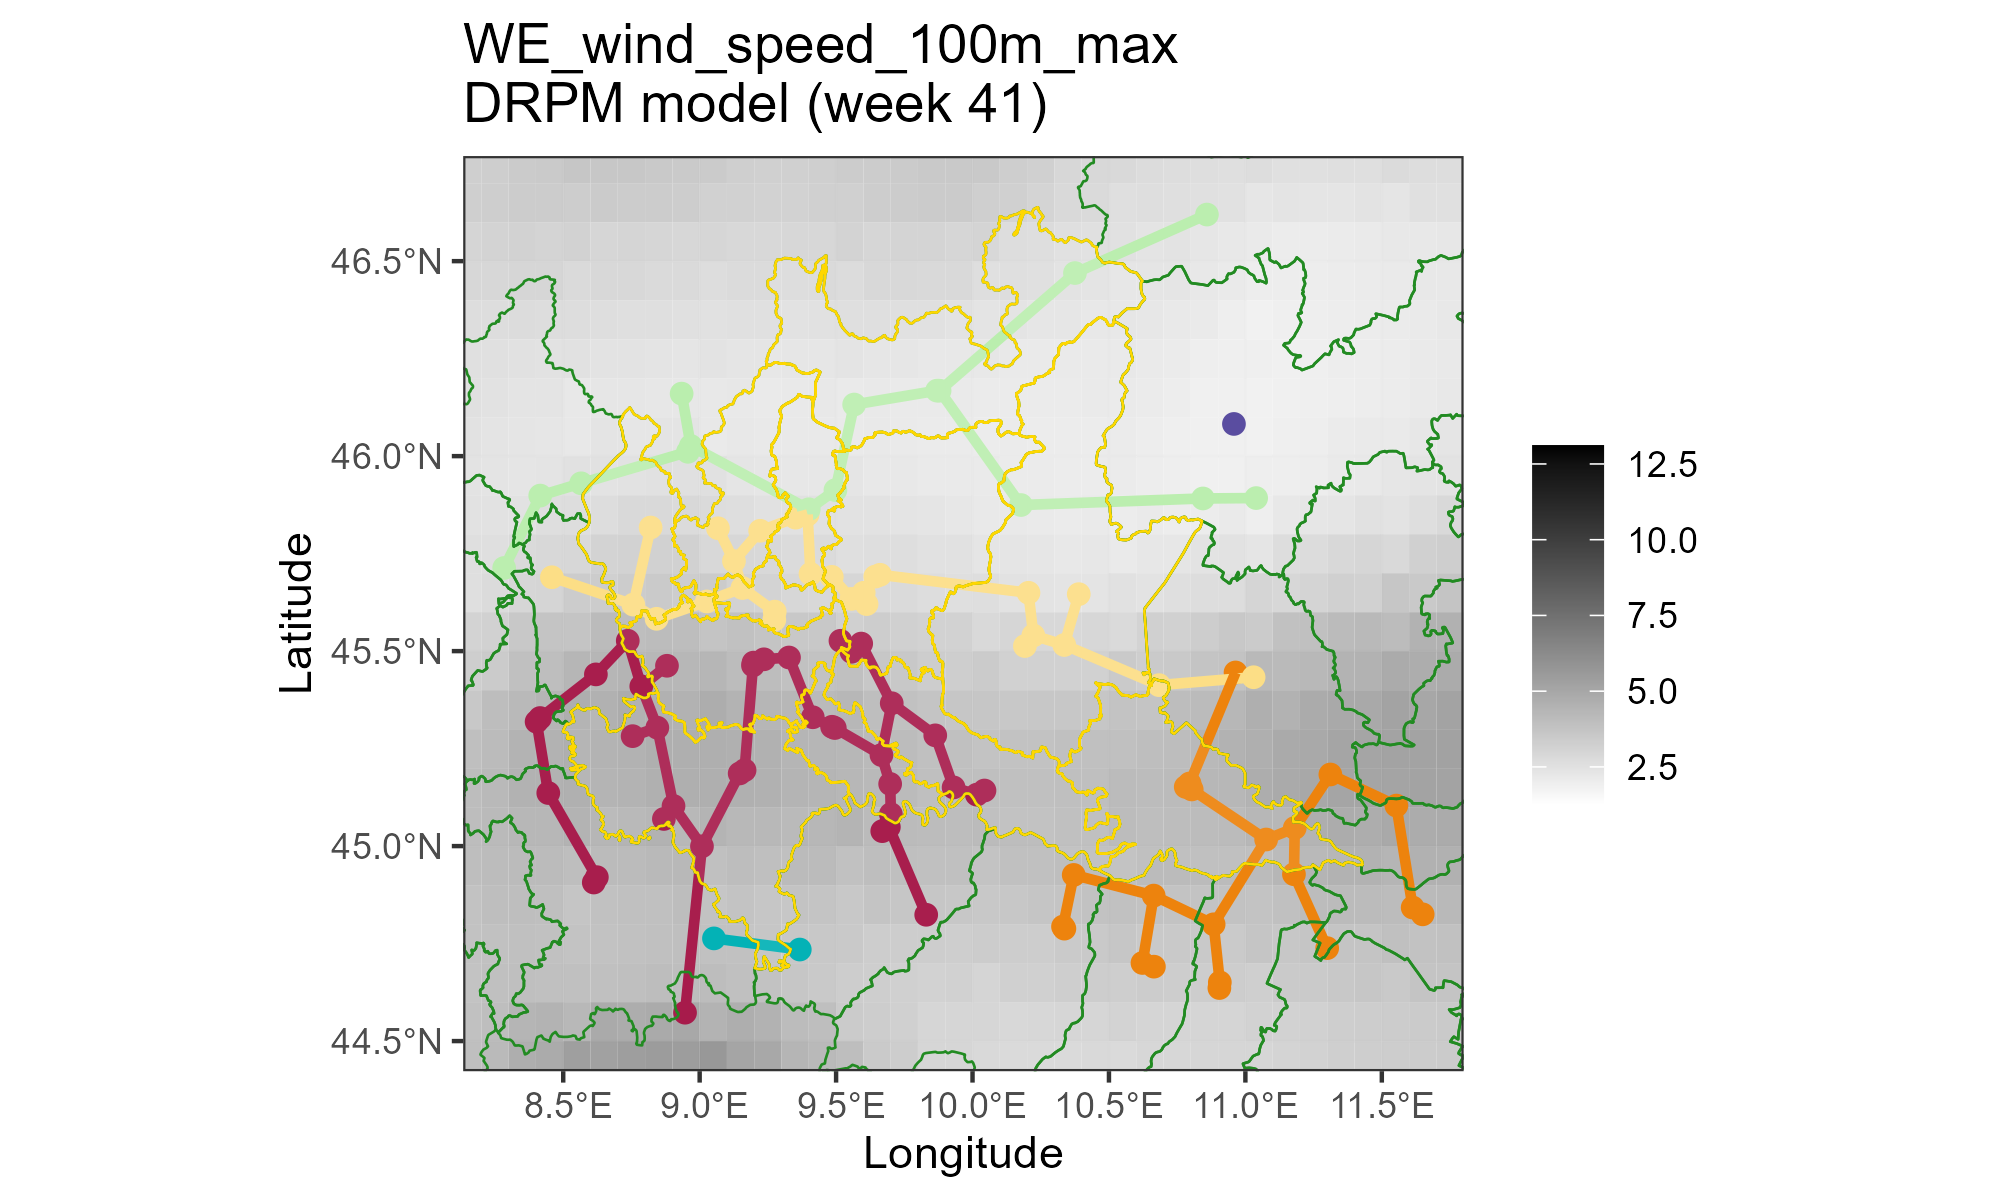 WE_wind_speed_100m_max
DRPM model (week 41)
Latitude
46.5°N
46.0°N
45.5°N
45.0°N
44.5°N
8.5°E
9.0°E
9.5°E
10.0°E
10.5°E
11.0°E
11.5°E
Longitude
12.5
10.0
7.5
5.0
2.5